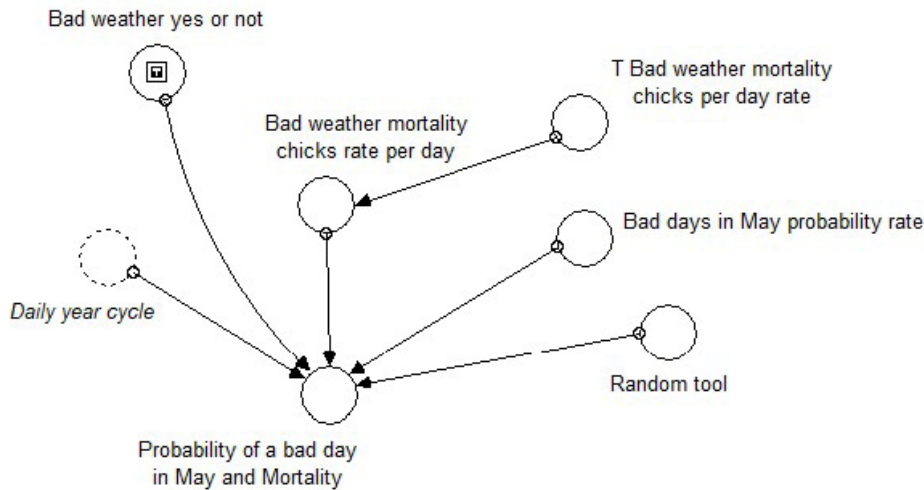 Bad weather yes or not
T Bad weather mortality
chicks per day rate
Bad weather mortality
chicks rate per day
Bad days in May probability rate
Daily year cycle
Random tool
Probability of a bad day
in May and Mortality